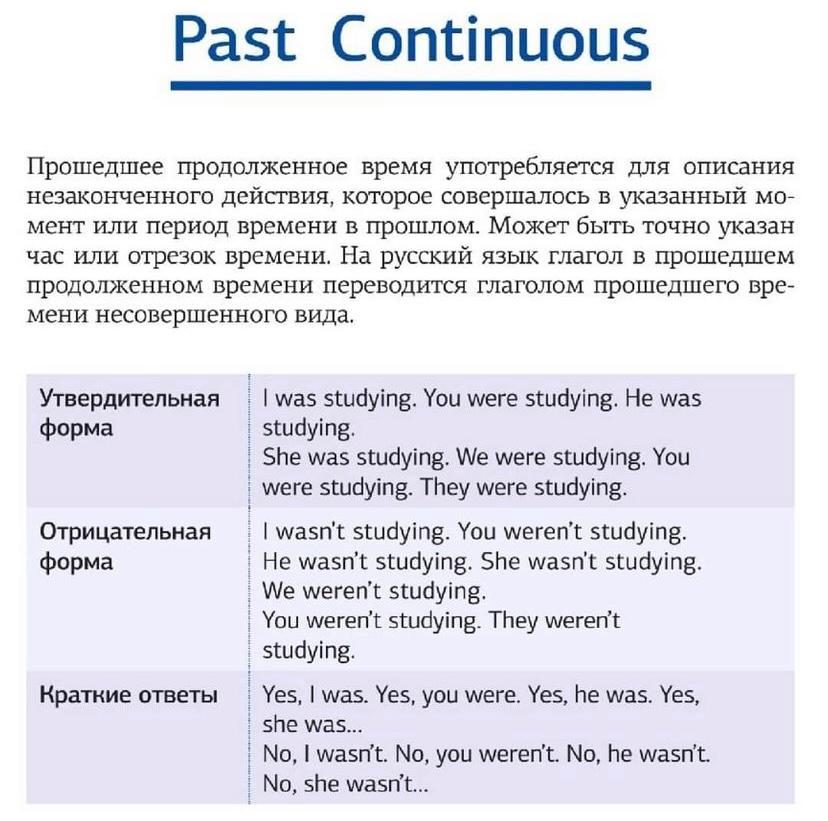 Past Continuous
Прошедшее продолженное время употребляется для описания
незаконченного действия, которое совершалось в указанный мо-
мент или период времени в прошлом. Может быть точно указан
час или отрезок времени. На русский язык глагол в прошедшем
продолженном времени переводится глаголом прошедшего вре-
мени несовершенного вида.
Утвердительная
форма
I was studying. You were studying. He was
studying.
She was studying. We were studying. You
were studying. They were studying.
Отрицательная
форма
I wasn't studying. You weren't studying.
He wasn't studying. She wasn't studying.
We weren't studying.
You weren't studying. They weren't
studying.
Краткие ответы
Yes, I was. Yes, you were. Yes, he was. Yes,
she was...
No, I wasn't. No, you weren't. No, he wasn't.
No, she wasn't...